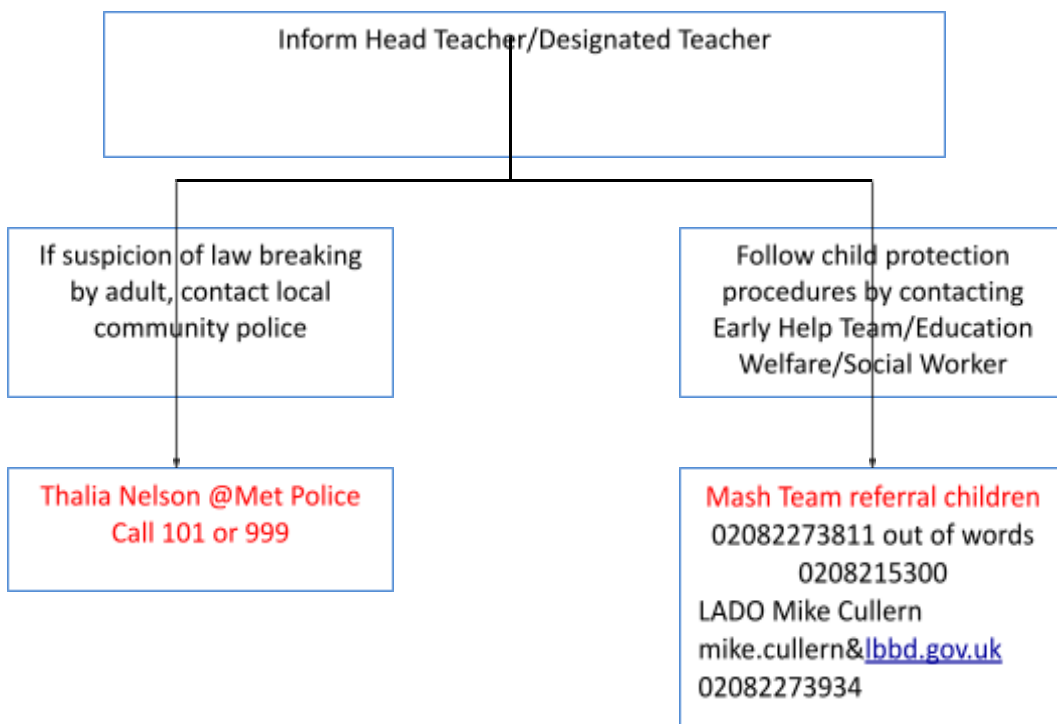 Inform Head Teacher/Designated Teacher
If suspicion of law breaking
by adult, contact local
community police
Follow child protection
procedures by contacting
Early Help Team/Education
Welfare/Social Worker
Thalia Nelson @Met Police
Call 101 or 999
Mash Team referral children
02082273811 out of words
0208215300
LADO Mike Cullern
mike.cullern&lbbd.gov.uk
02082273934